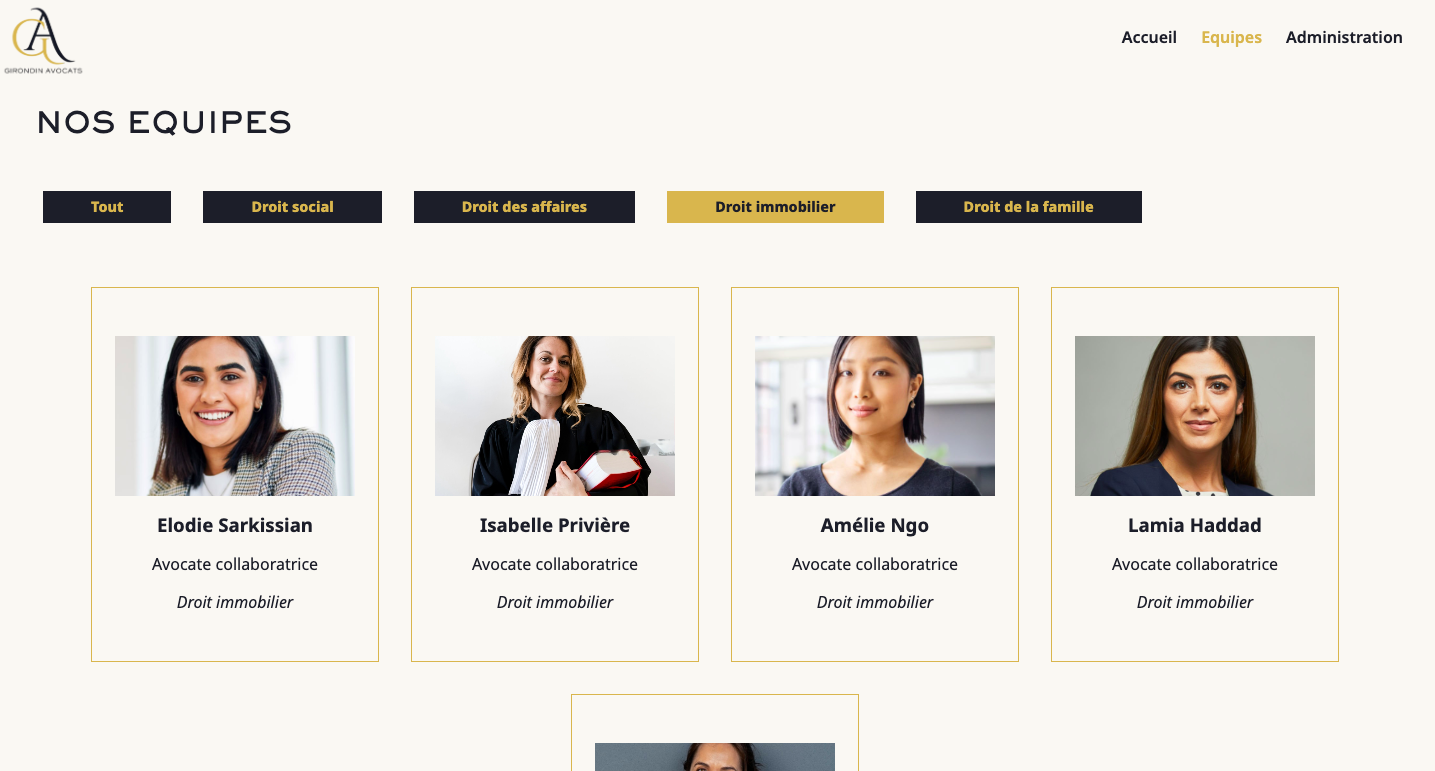 GIRONDIN AVOCATS
Accueil Equipes Administration
NOS EQUIPES
Tout Droit social Droit des affaires Droit immobilier Droit de la famille
Elodie Sarkissian
Avocate collaboratrice
Droit immobilier
Isabelle Privière
Avocate collaboratrice
Droit immobilier
Amélie Ngo
Avocate collaboratrice
Droit immobilier
Lamia Haddad
Avocate collaboratrice
Droit immobilier